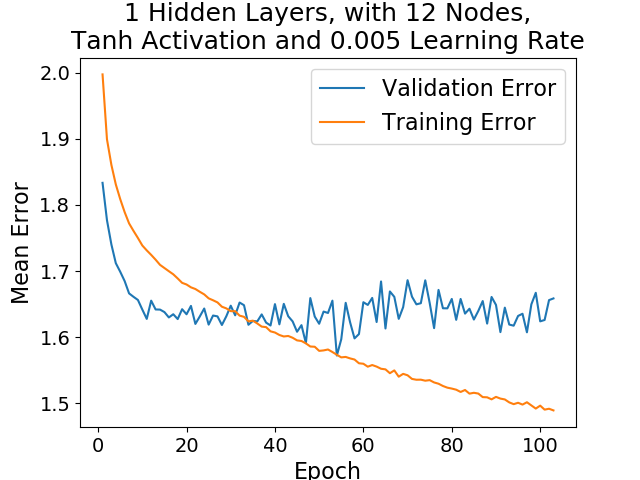 1 Hidden Layers, with 12 Nodes,
Tanh Activation and 0.005 Learning Rate
Validation Error
Training Error
Mean Error
2.0
1.9
1.8
1.7
1.6
1.5
0 20 40 60 80 100
Epoch